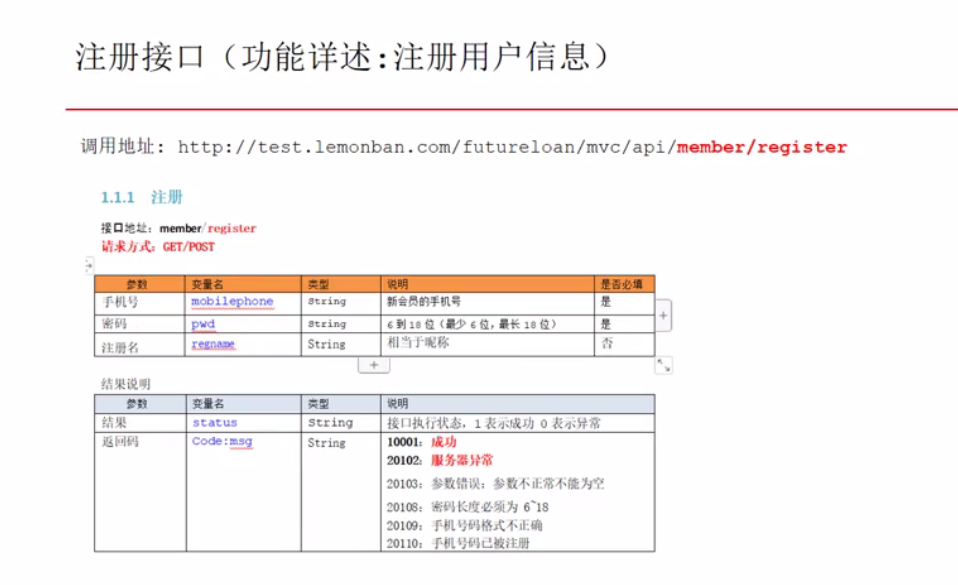 注册接口（功能详述:注册用户信息）
调用地址: http://test.lemonban.com/futureloan/mvc/api/member/register
1.1.1 注册
接口地址：member/register
请求方式：GET/POST
参数 变量名 类型 说明 是否必填
手机号 mobilephone String 新会员的手机号 是
密码 pwd String 6 到 18 位（最少 6 位，最长 18 位） 是
注册名 regname String 相当于昵称 否
结果说明
参数 变量名 类型 说明
结果 status String 接口执行状态，1 表示成功 0 表示异常
返回码 Code:msg String 10001：成功
20102：服务器异常
20103：参数错误：参数不正常不能为空
20108：密码长度必须为 6~18
20109：手机号码格式不正确
20110：手机号码已被注册